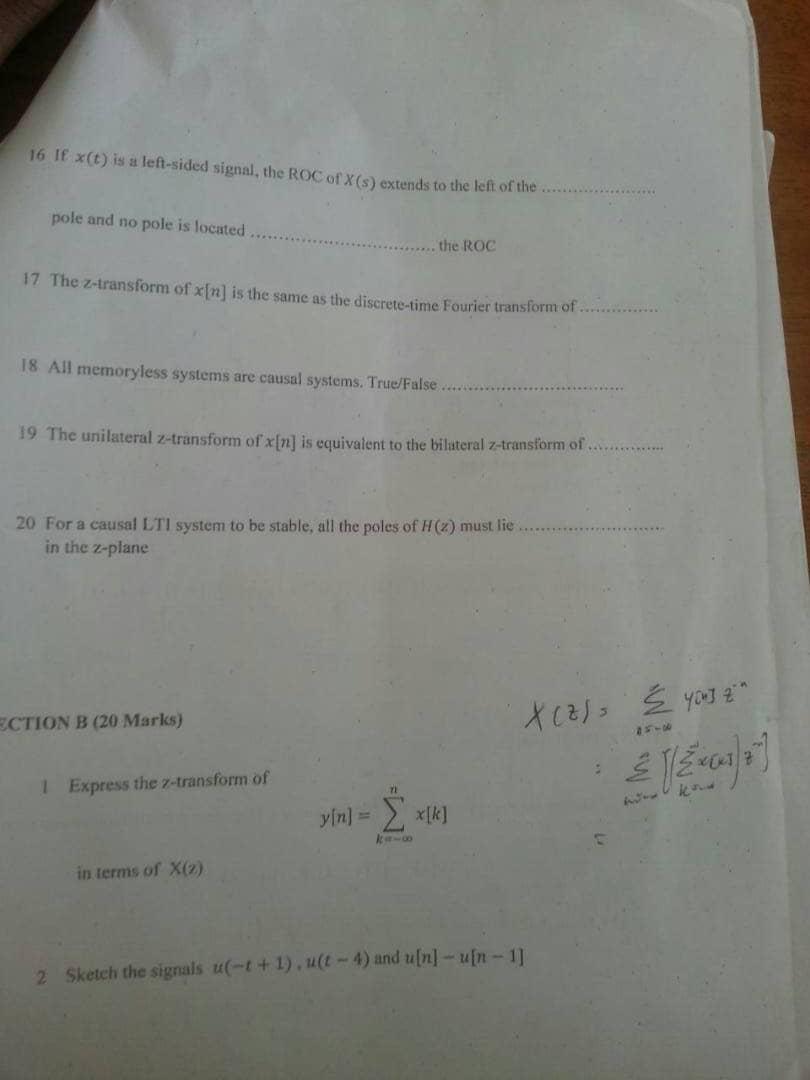 16 If x(t) is a left-sided signal, the ROC of X(s) extends to the left of the .....................
pole and no pole is located .................................. the ROC
17 The z-transform of x[n] is the same as the discrete-time Fourier transform of ...............
18 All memoryless systems are causal systems. True/False ..................................
19 The unilateral z-transform of x[n] is equivalent to the bilateral z-transform of ..............
20 For a causal LTI system to be stable, all the poles of H(z) must lie ...........................
in the z-plane
ECTION B (20 Marks)
X(z) = Σ y[n] z^-n
n=-∞
1 Express the z-transform of
= Σ [(Σ x[k]) z^-n]
k=-∞
y[n] = Σ_{k=-∞}^{n} x[k]
=
in terms of X(z)
2 Sketch the signals u(-t + 1), u(t - 4) and u[n] - u[n - 1]